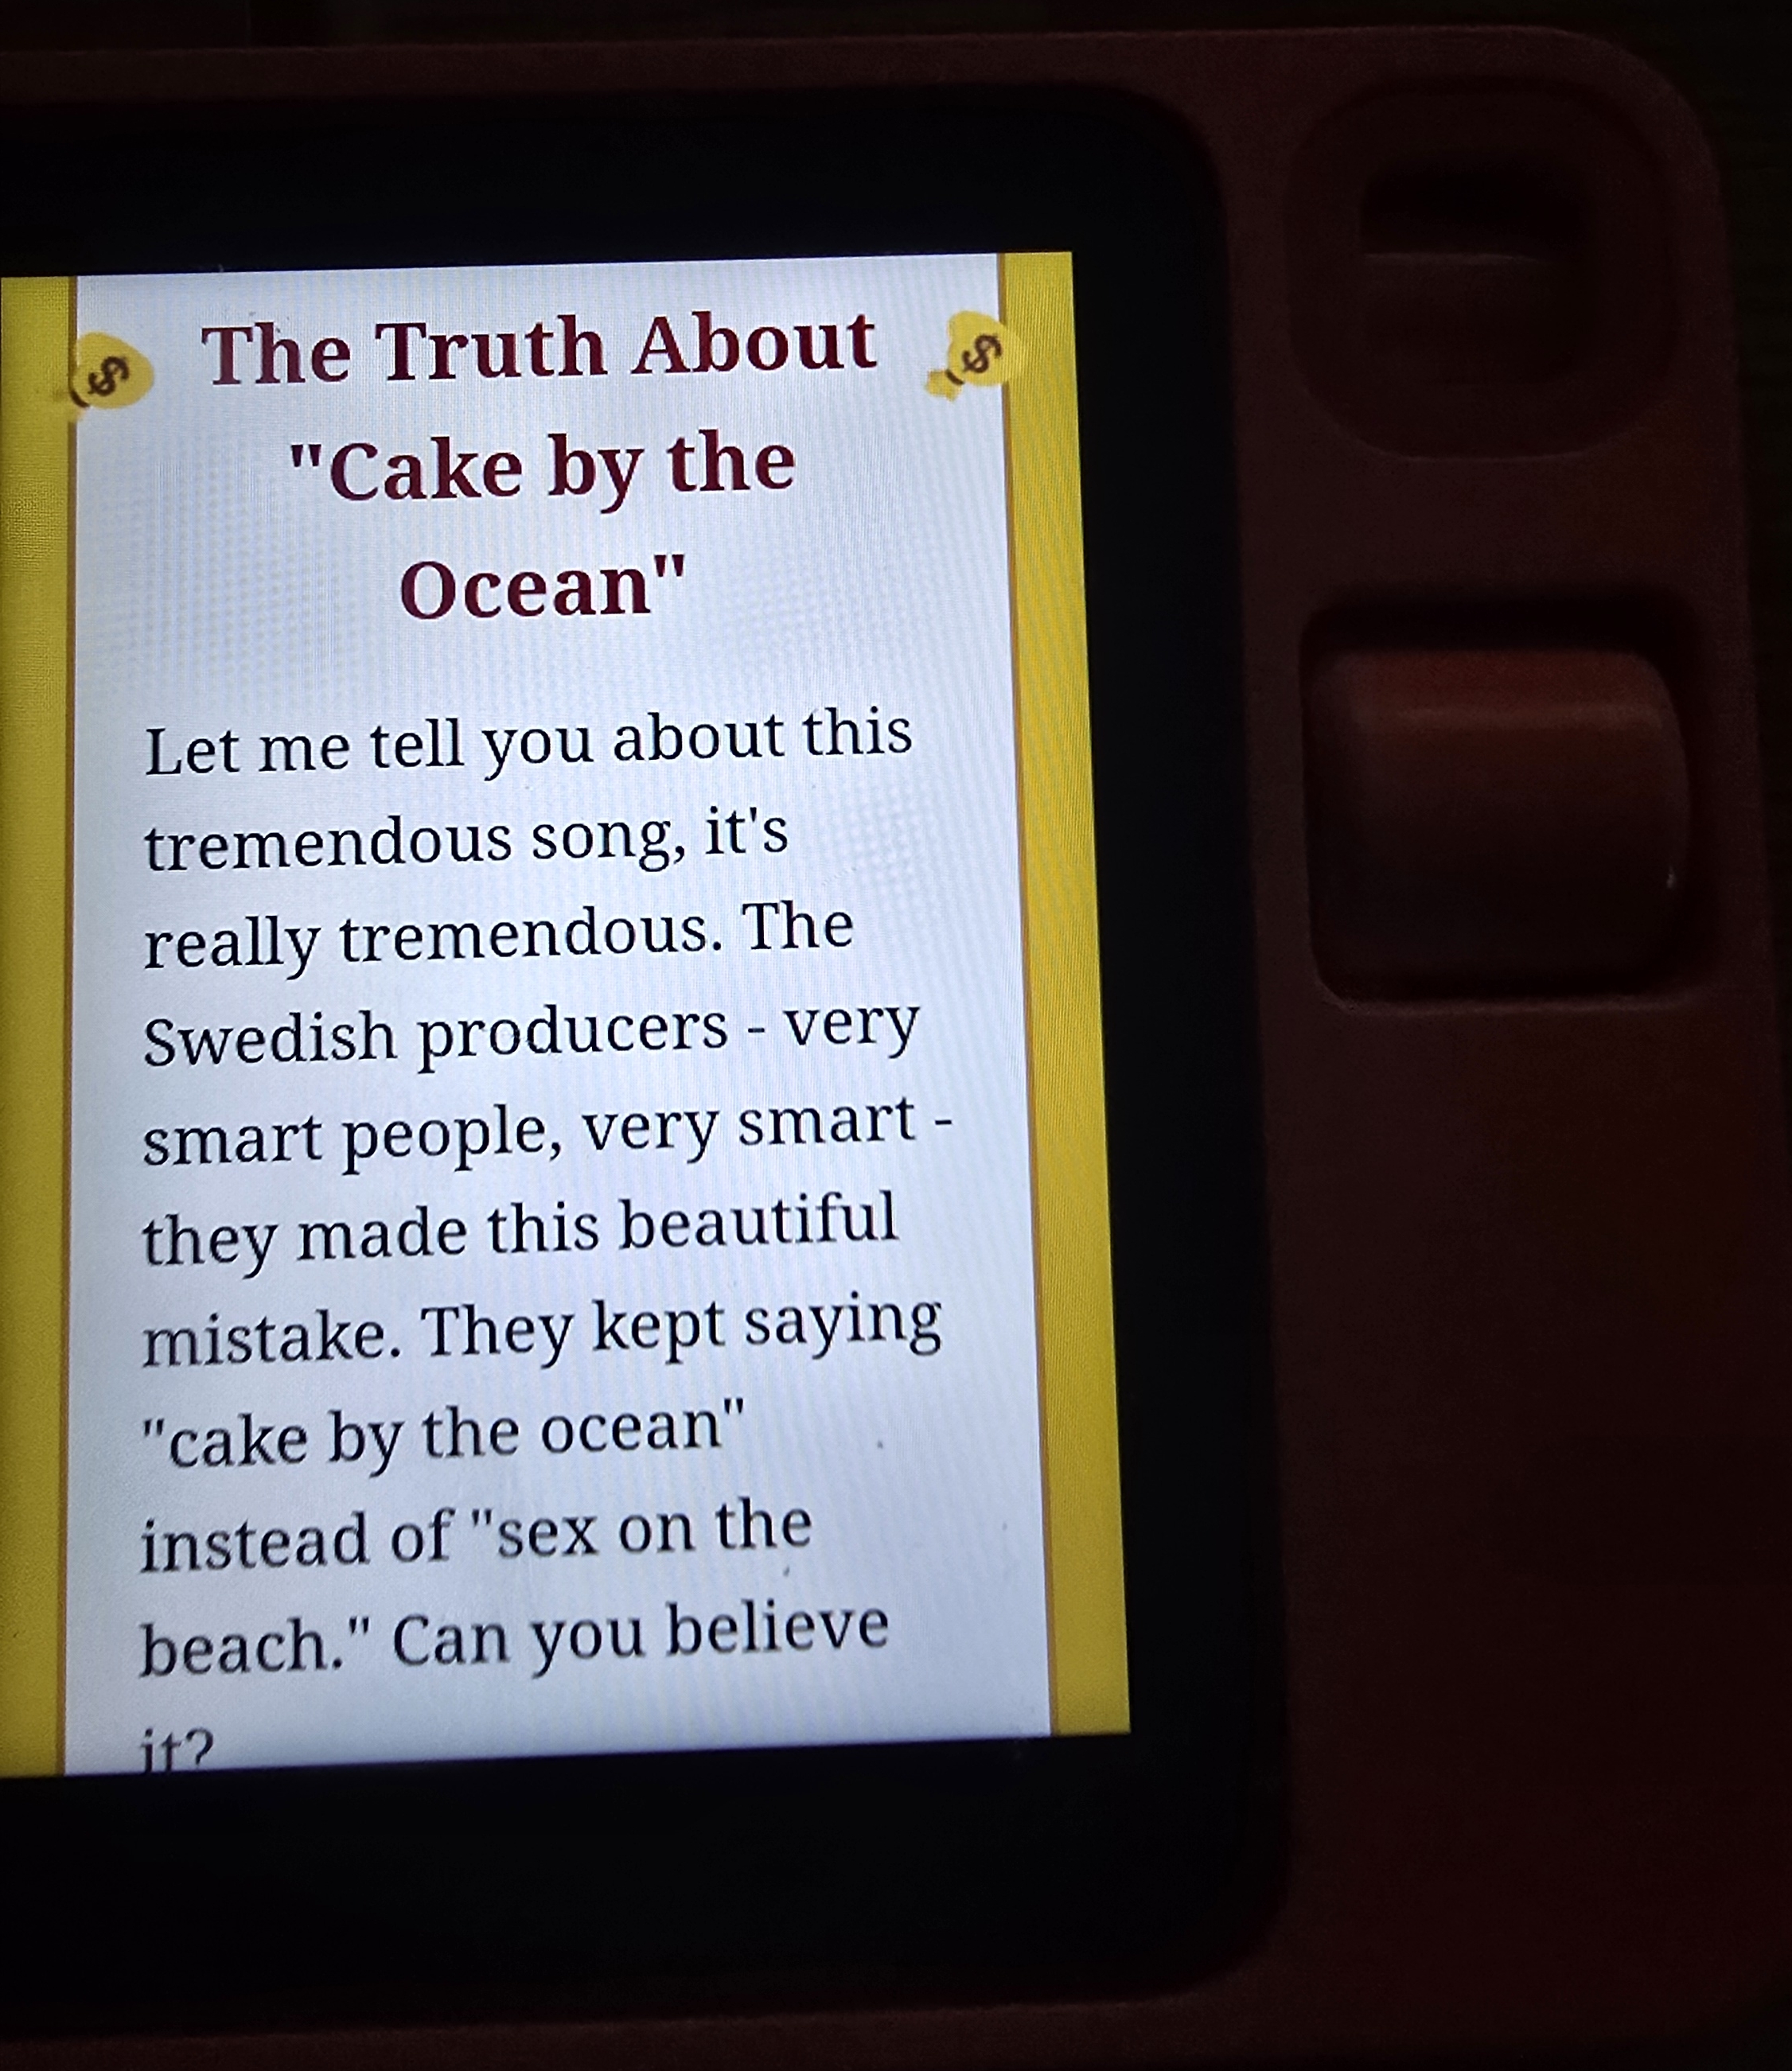 The Truth About
"Cake by the
Ocean"
Let me tell you about this
tremendous song, it's
really tremendous. The
Swedish producers - very
smart people, very smart -
they made this beautiful
mistake. They kept saying
"cake by the ocean"
instead of "sex on the
beach." Can you believe
it?